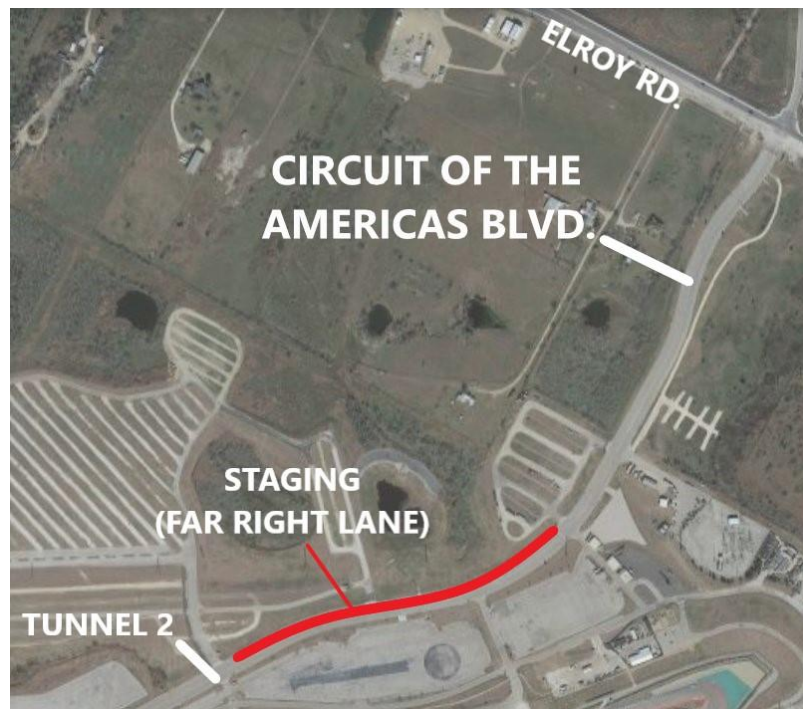 ELROY RD.
CIRCUIT OF THE
AMERICAS BLVD.
STAGING
(FAR RIGHT LANE)
TUNNEL 2